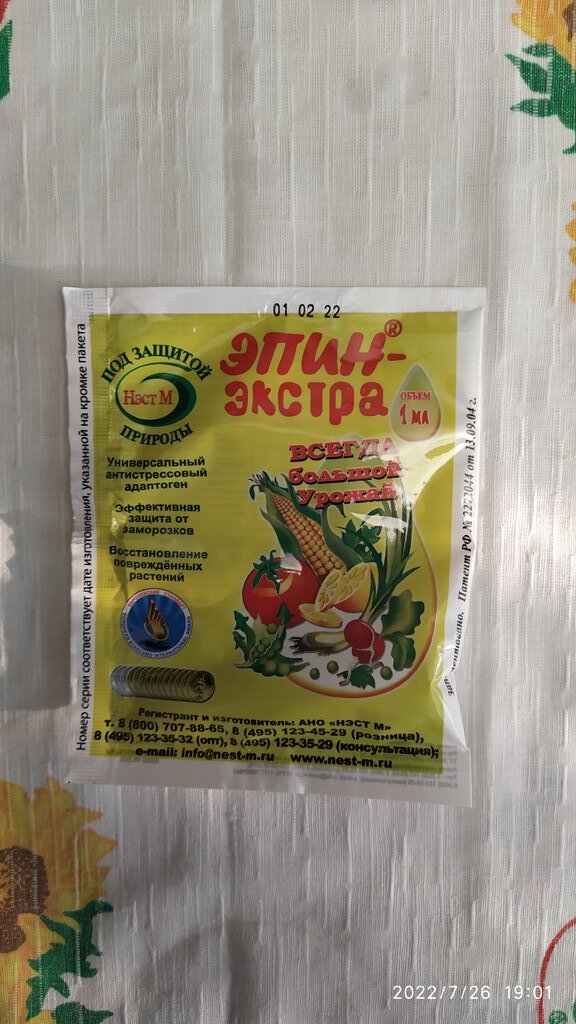 01 02 22
ПОД ЗАЩИТОЙ
Нэст М
ПРИРОДЫ
ЭПИН®-
экстра
ОБЪЕМ
1 мл
ВСЕГДА
большой
Урожай
Универсальный
антистрессовый
адаптоген
Эффективная
защита от
заморозков
Восстановление
повреждённых
растений
Регистрант и изготовитель: АНО «НЭСТ М»
т. 8 (800) 707-88-65, 8 (495) 123-45-29 (розница),
8 (495) 123-35-32 (опт), 8 (495) 123-35-29 (консультация);
e-mail: info@nest-m.ru www.nest-m.ru
Номер серии соответствует дате изготовления, указанной на кромке пакета
Патент РФ № 2272044 от 13.09.04 г.
2022/7/26 19:01